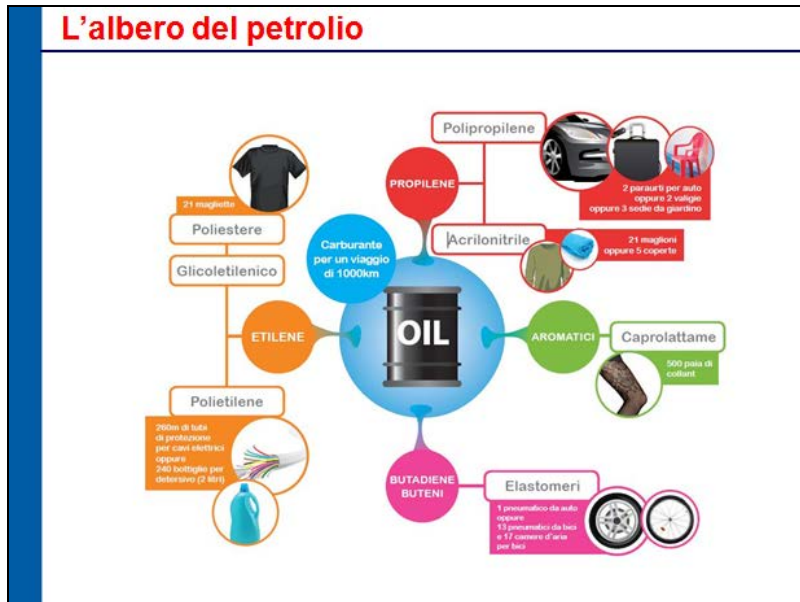 L'albero del petrolio
Polipropilene
PROPILENE
2 paraurti per auto
oppure 2 valigie
oppure 3 sedie da giardino
21 magliette
Poliestere
Glicoletilenico
Carburante
per un viaggio
di 1000km
Acrilonitrile
21 maglioni
oppure 5 coperte
ETILENE
OIL
AROMATICI
Caprolattame
500 paia di
collant
Polietilene
260m di tubi
di protezione
per cavi elettrici
oppure
240 bottiglie per
detersivo (2 litri)
BUTADIENE
BUTENI
Elastomeri
1 pneumatico da auto
oppure
13 pneumatici da bici
e 17 camere d'aria
per bici